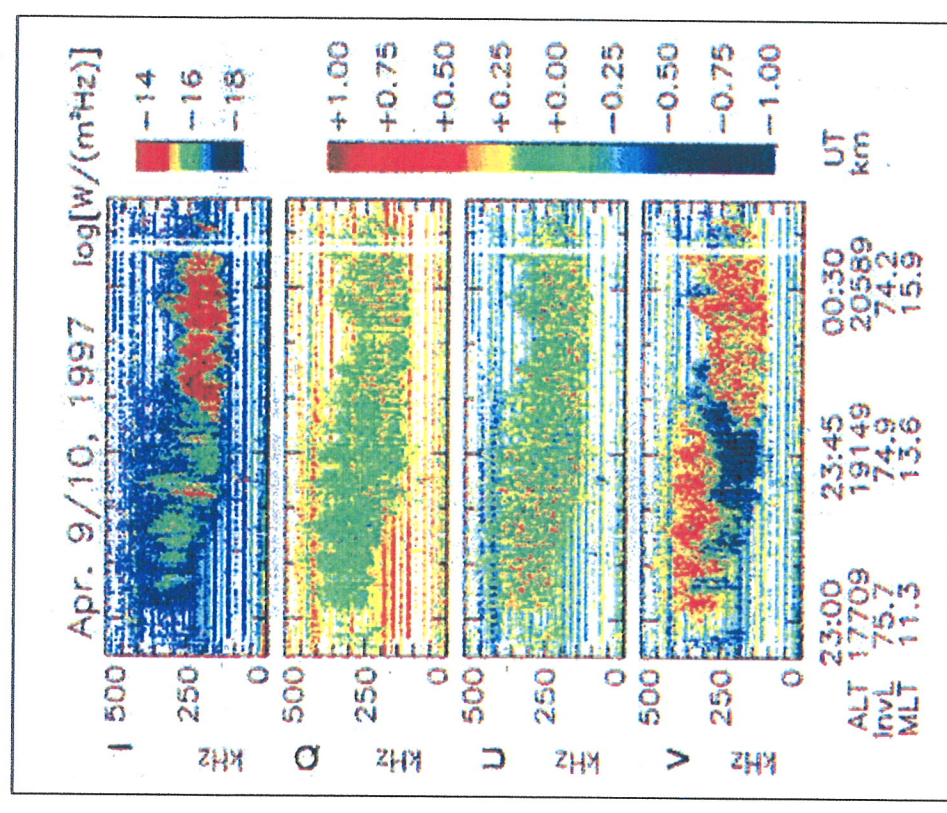 Apr. 9/10, 1997 log[W/(m²Hz)]
I
kHz
500
250
0
-14
-16
-18
Q
kHz
500
250
0
U
kHz
500
250
0
V
kHz
500
250
0
+1.00
+0.75
+0.50
+0.25
+0.00
-0.25
-0.50
-0.75
-1.00
23:00 23:45 00:30 UT
ALT 17709 19149 20589 km
InvL 75.7 74.9 74.2
MLT 11.3 13.6 15.9